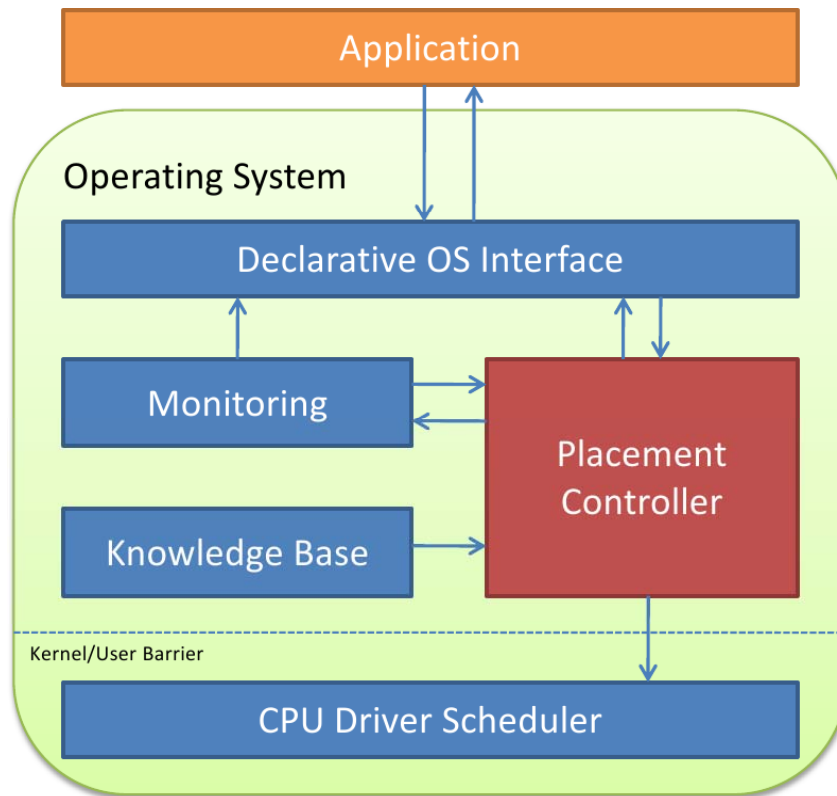 Application
Operating System
Declarative OS Interface
Monitoring
Placement
Controller
Knowledge Base
Kernel/User Barrier
CPU Driver Scheduler